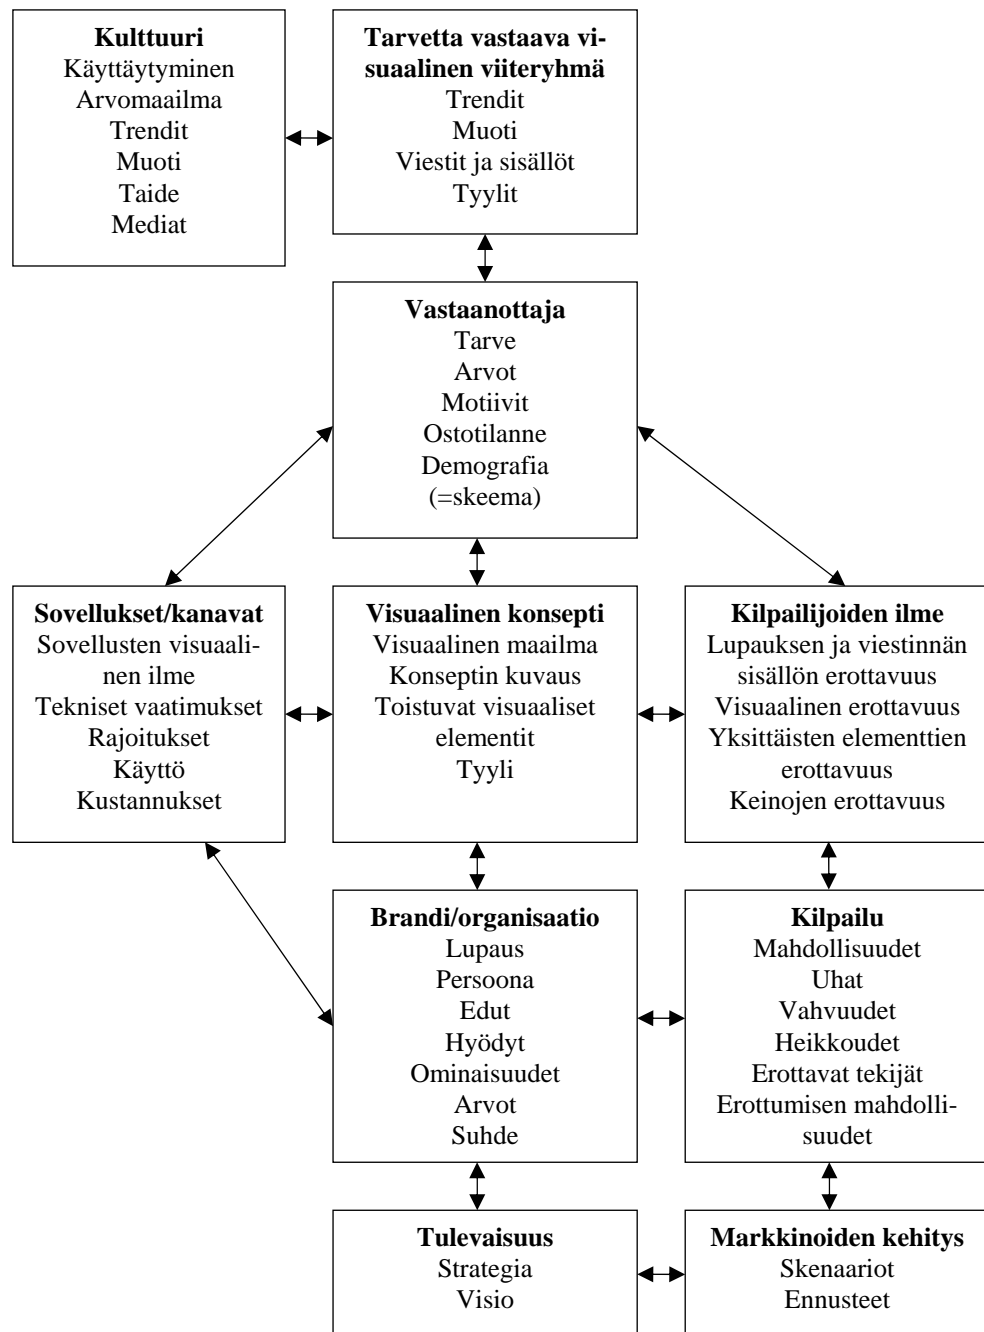 Kulttuuri
Käyttäytyminen
Arvomaailma
Trendit
Muoti
Taide
Mediat
Tarvetta vastaava vi-
suaalinen viiteryhmä
Trendit
Muoti
Viestit ja sisällöt
Tyylit
Vastaanottaja
Tarve
Arvot
Motiivit
Ostotilanne
Demografia
(=skeema)
Sovellukset/kanavat
Sovellusten visuaali-
nen ilme
Tekniset vaatimukset
Rajoitukset
Käyttö
Kustannukset
Visuaalinen konsepti
Visuaalinen maailma
Konseptin kuvaus
Toistuvat visuaaliset
elementit
Tyyli
Kilpailijoiden ilme
Lupauksen ja viestinnän
sisällön erottavuus
Visuaalinen erottavuus
Yksittäisten elementtien
erottavuus
Keinojen erottavuus
Brandi/organisaatio
Lupaus
Persoona
Edut
Hyödyt
Ominaisuudet
Arvot
Suhde
Kilpailu
Mahdollisuudet
Uhat
Vahvuudet
Heikkoudet
Erottavat tekijät
Erottumisen mahdolli-
suudet
Tulevaisuus
Strategia
Visio
Markkinoiden kehitys
Skenaariot
Ennusteet